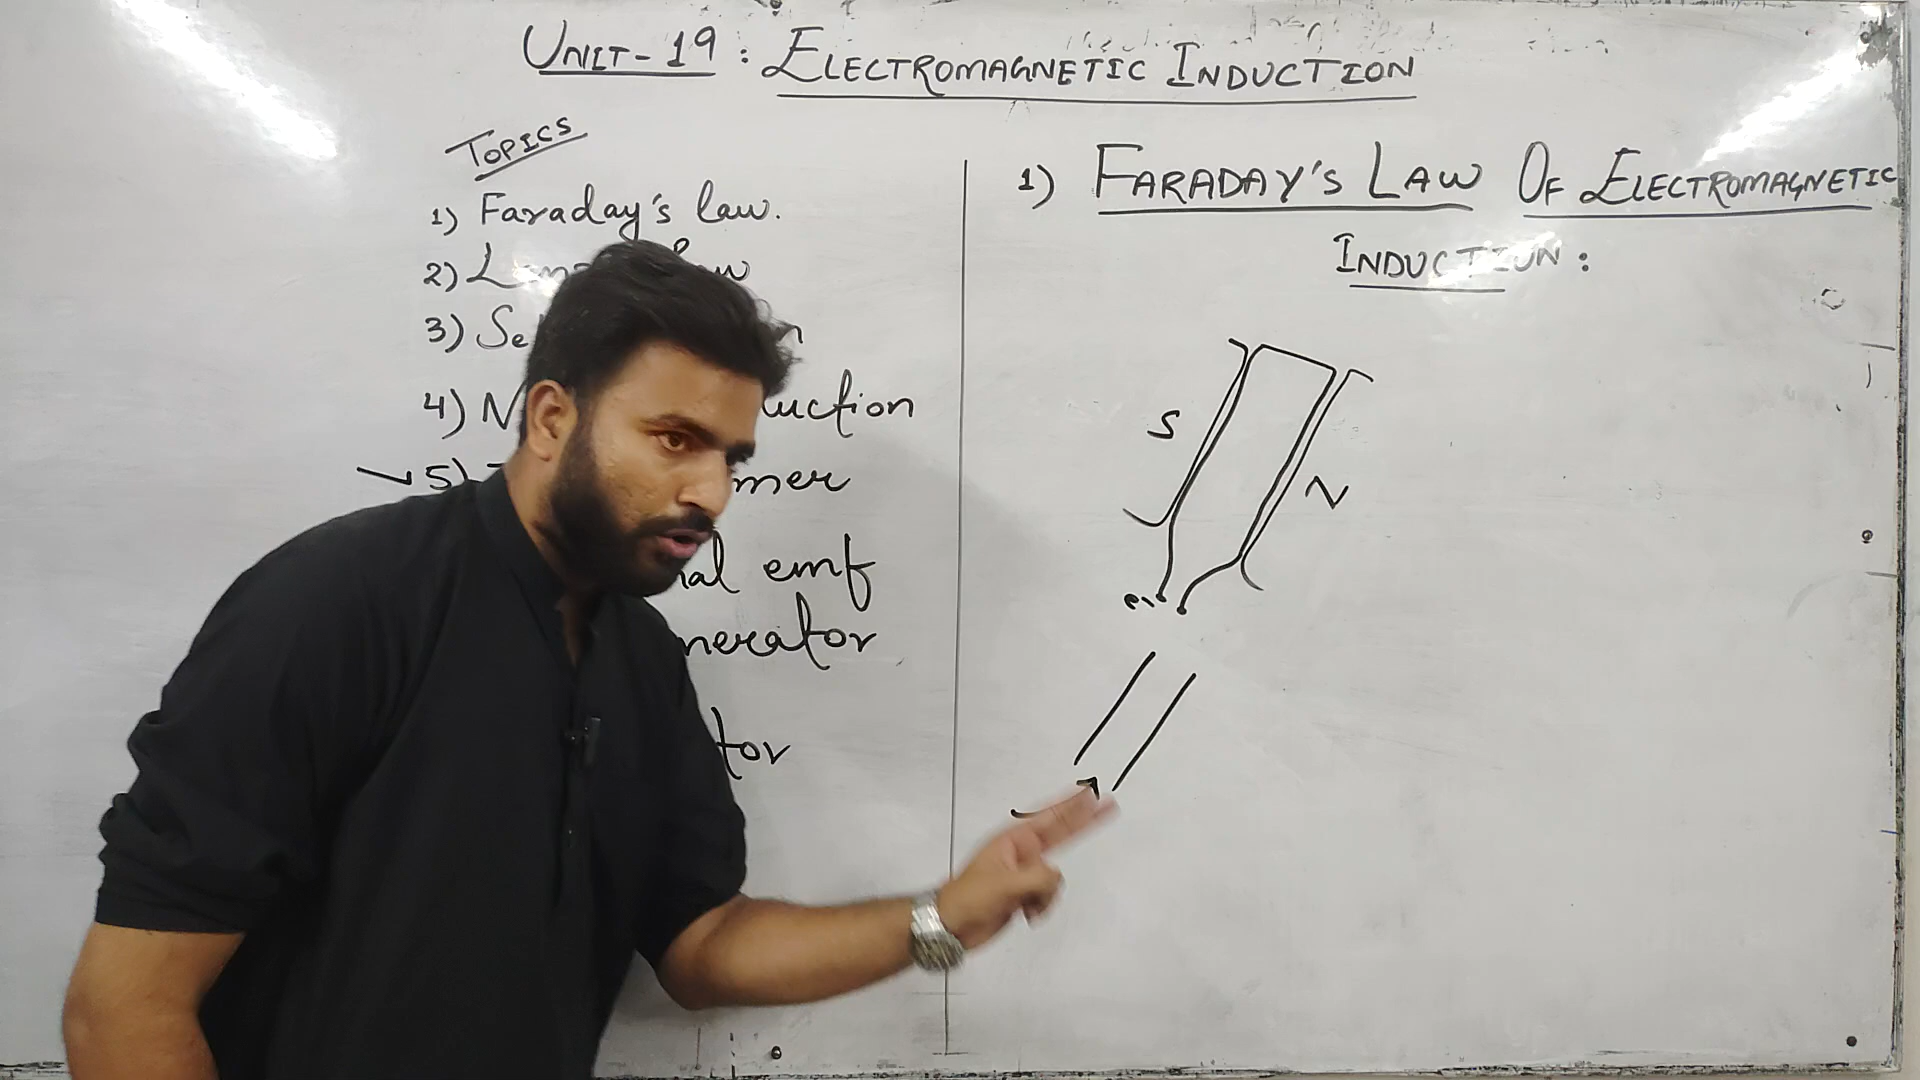 UNIT-19: ELECTROMAGNETIC INDUCTION
TOPICS
1) Faraday's law.
2) L
3) Se
4) uction
5) mer
nal emf
nerator
tor
1) FARADAY'S LAW OF ELECTROMAGNETIC
INDUCTION:
S
N